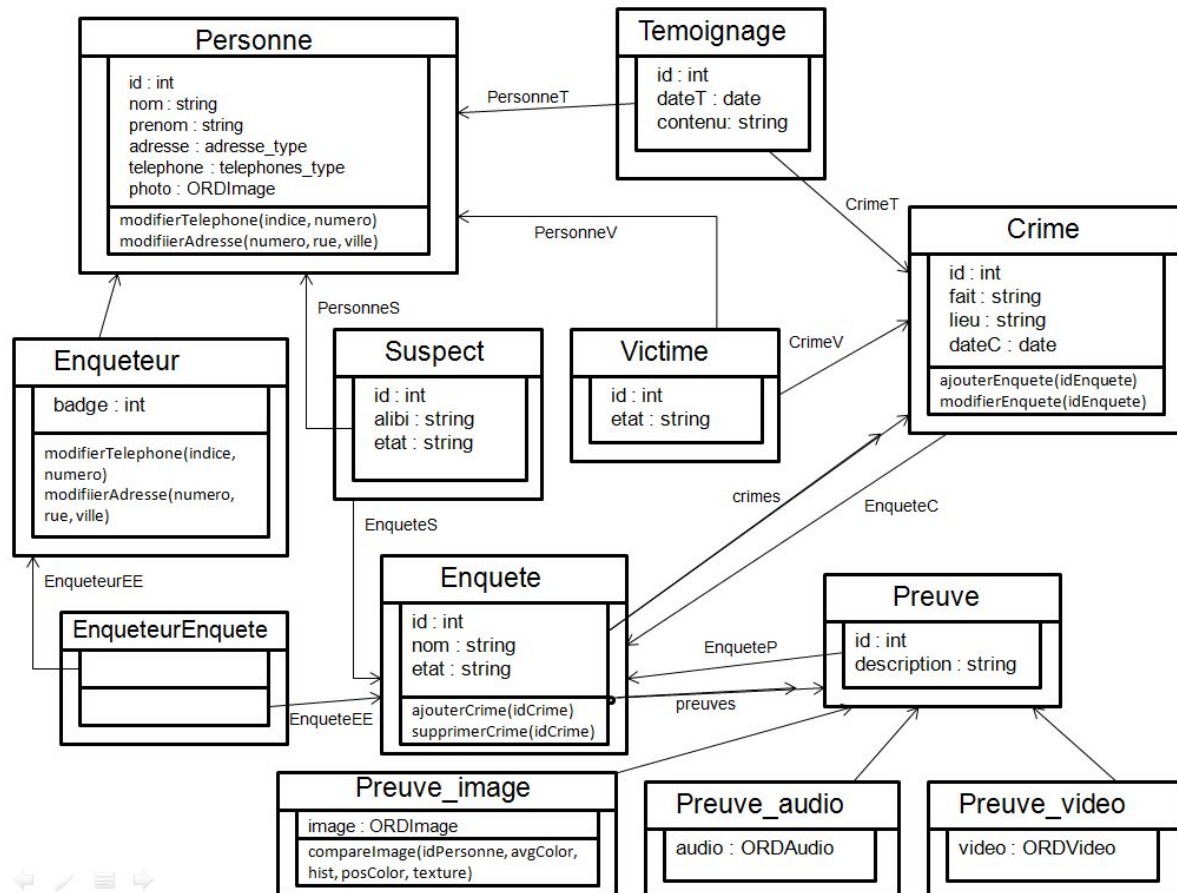 Personne
id : int
nom : string
prenom : string
adresse : adresse_type
telephone : telephones_type
photo : ORDImage
modifierTelephone(indice, numero)
modifiierAdresse(numero, rue, ville)
Temoignage
id : int
dateT : date
contenu: string
PersonneT
CrimeT
PersonneV
Crime
id : int
fait : string
lieu : string
dateC : date
ajouterEnquete(idEnquete)
modifierEnquete(idEnquete)
PersonneS
Enqueteur
badge : int
modifierTelephone(indice,
numero)
modifiierAdresse(numero,
rue, ville)
Suspect
id : int
alibi : string
etat : string
Victime
id : int
etat : string
CrimeV
crimes
EnqueteC
EnqueteS
EnqueteurEE
EnqueteurEnquete
EnqueteEE
Enquete
id : int
nom : string
etat : string
ajouterCrime(idCrime)
supprimerCrime(idCrime)
EnqueteP
preuves
Preuve
id : int
description : string
Preuve_image
image : ORDImage
compareImage(idPersonne, avgColor,
hist, posColor, texture)
Preuve_audio
audio : ORDAudio
Preuve_video
video : ORDVideo